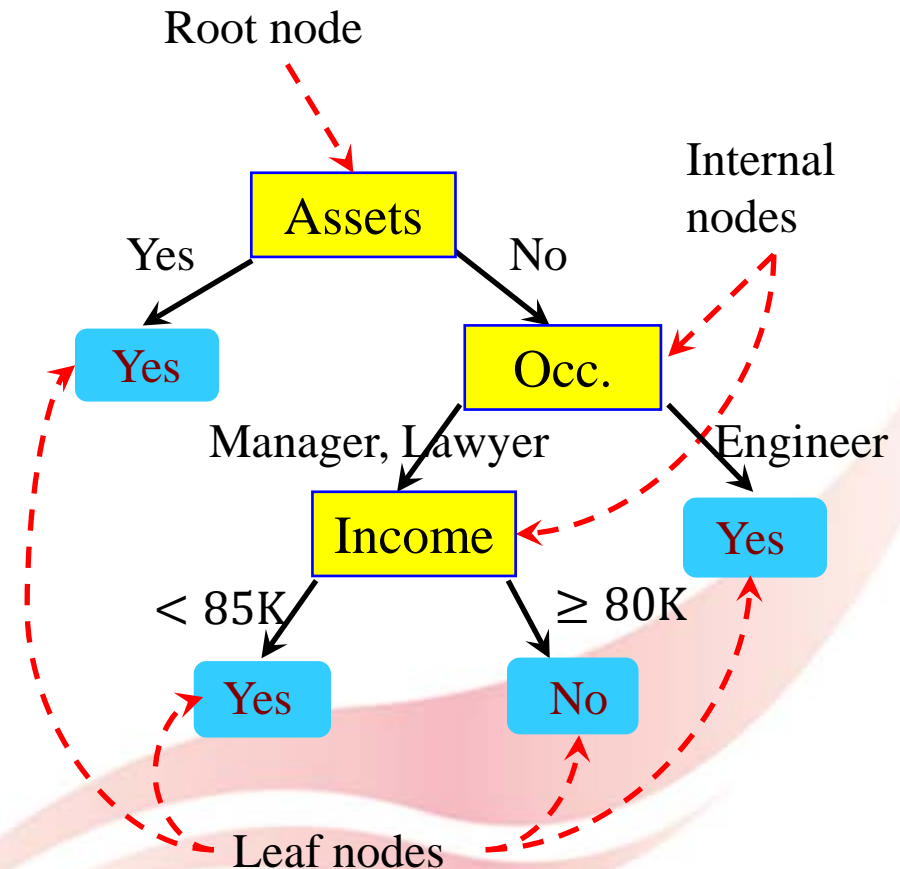 Root node
Internal
nodes
Assets
Yes
No
Yes
Occ.
Manager, Lawyer
Engineer
Income
Yes
< 85K
≥ 80K
Yes
No
Leaf nodes